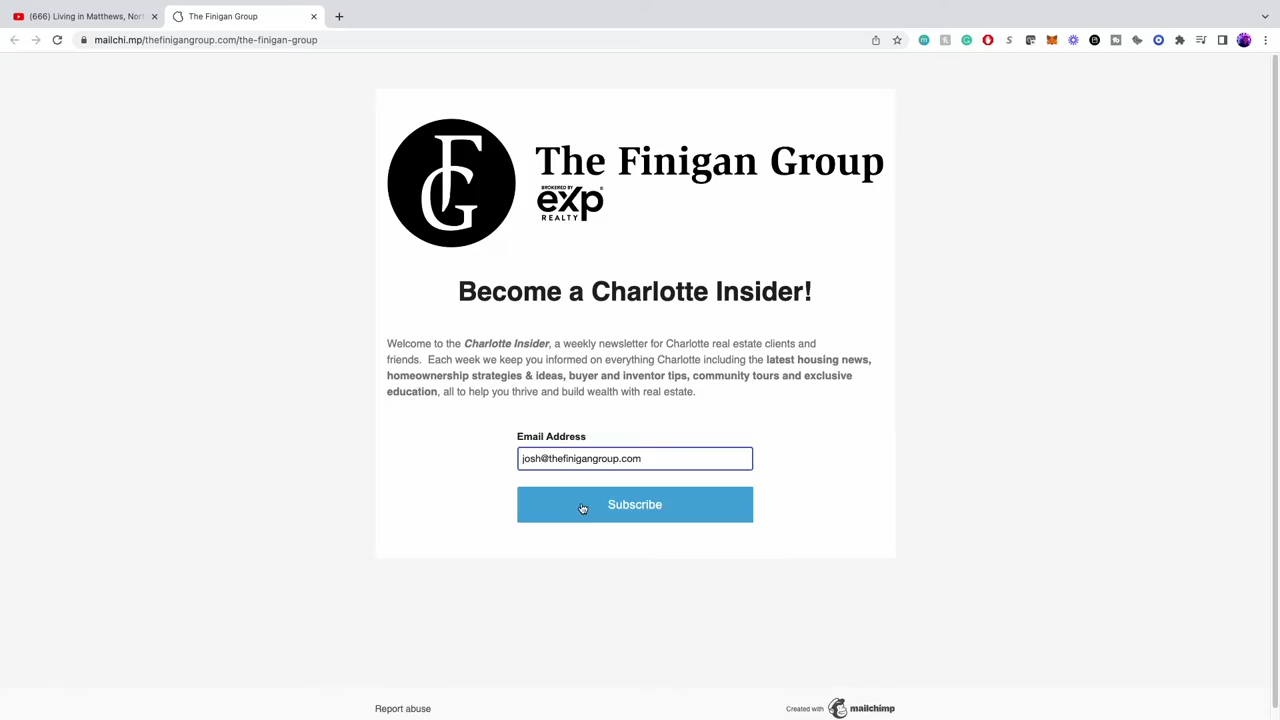 (666) Living in Matthews, Nort
The Finigan Group
mailchi.mp/thefinigangroup.com/the-finigan-group
FG
The Finigan Group
BROKERED BY
exp
REALTY
Become a Charlotte Insider!
Welcome to the Charlotte Insider, a weekly newsletter for Charlotte real estate clients and
friends.  Each week we keep you informed on everything Charlotte including the latest housing news,
homeownership strategies & ideas, buyer and inventor tips, community tours and exclusive
education, all to help you thrive and build wealth with real estate.
Email Address
josh@thefinigangroup.com
Subscribe
Report abuse
Created with mailchimp